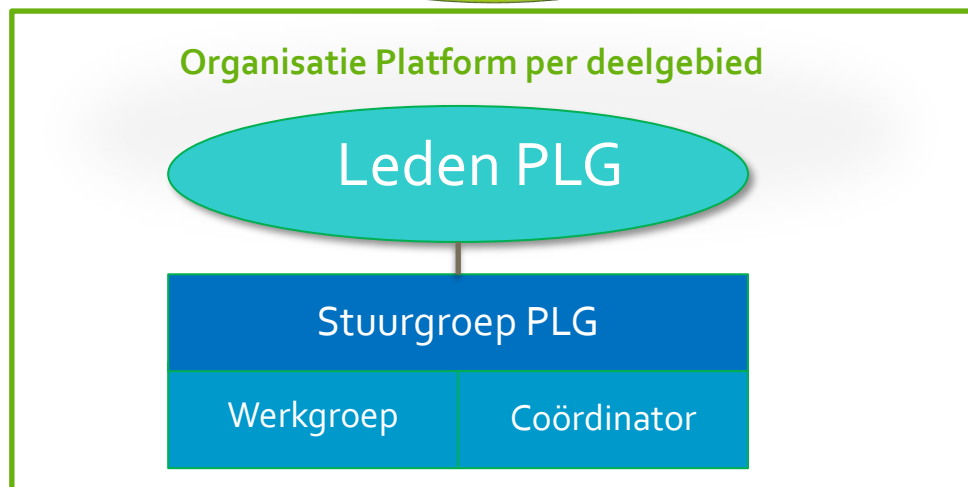 Organisatie Platform per deelgebied
Leden PLG
Stuurgroep PLG
Werkgroep
Coördinator